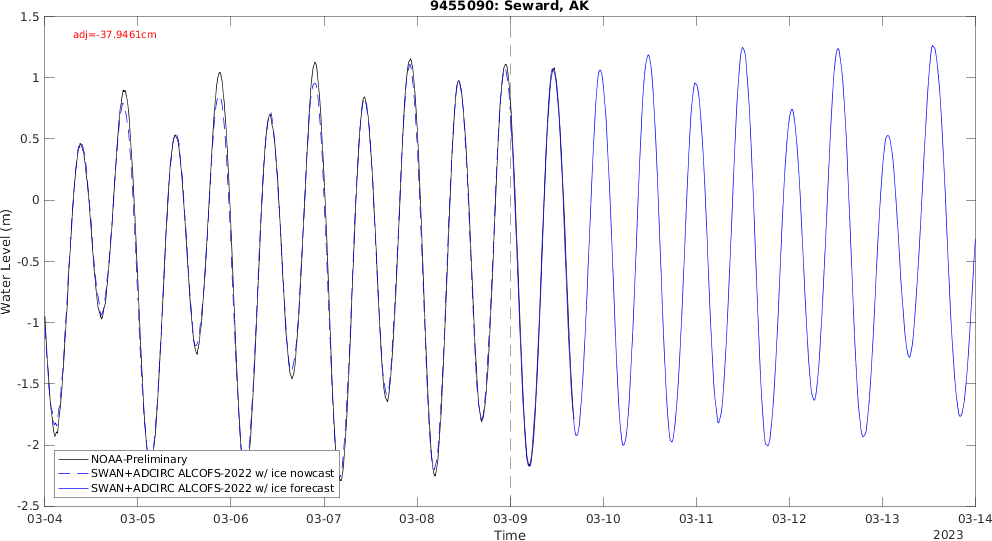 9455090: Seward, AK
adj=-37.9461cm
1.5
1
0.5
0
-0.5
-1
-1.5
-2
-2.5
Water Level (m)
NOAA-Preliminary
SWAN+ADCIRC ALCOFS-2022 w/ ice nowcast
SWAN+ADCIRC ALCOFS-2022 w/ ice forecast
03-04 03-05 03-06 03-07 03-08 03-09 03-10 03-11 03-12 03-13 03-14
Time
2023